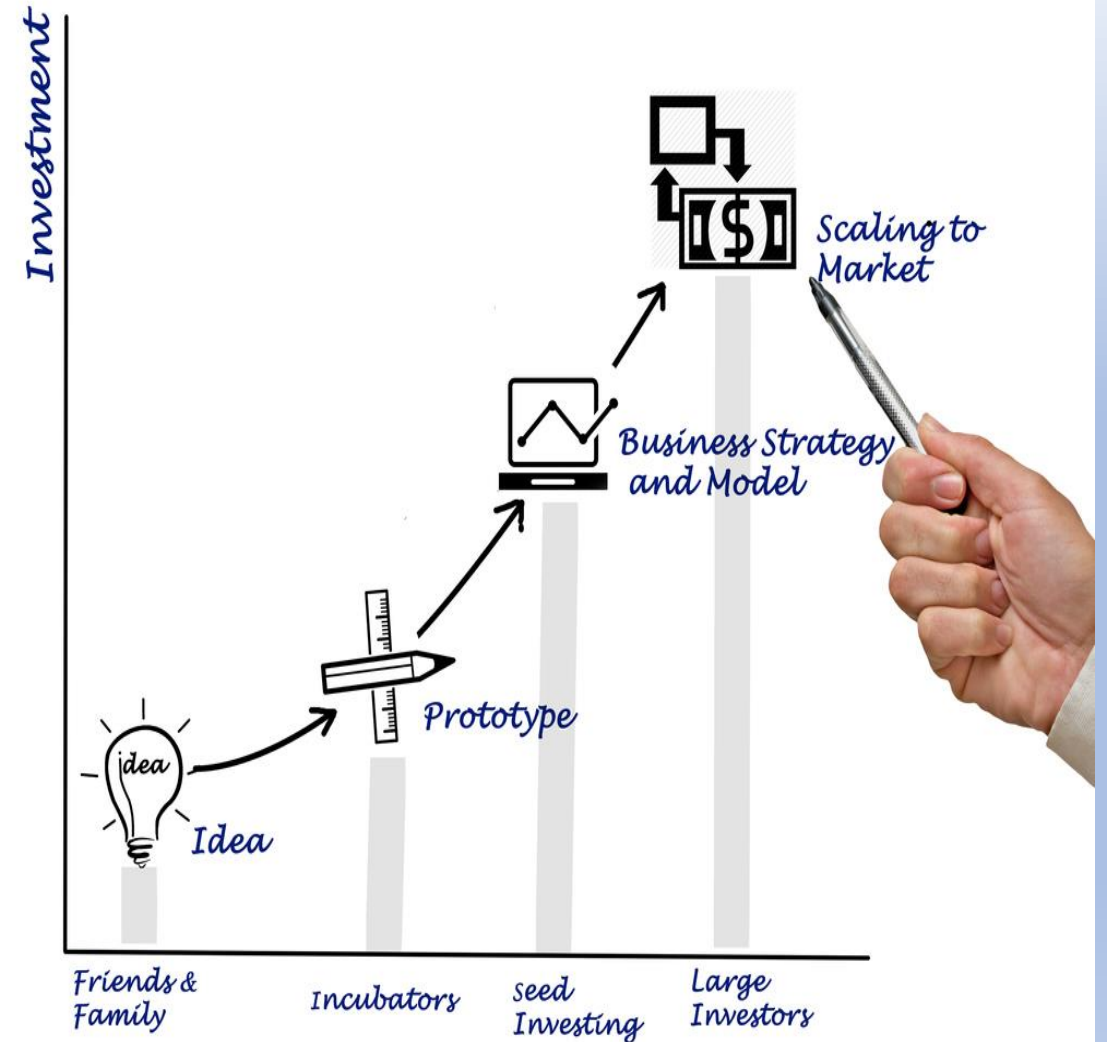 Investment
Scaling to
Market
$
Business Strategy
and Model
Prototype
idea
Idea
Friends &
Family
Incubators
Seed
Investing
Large
Investors